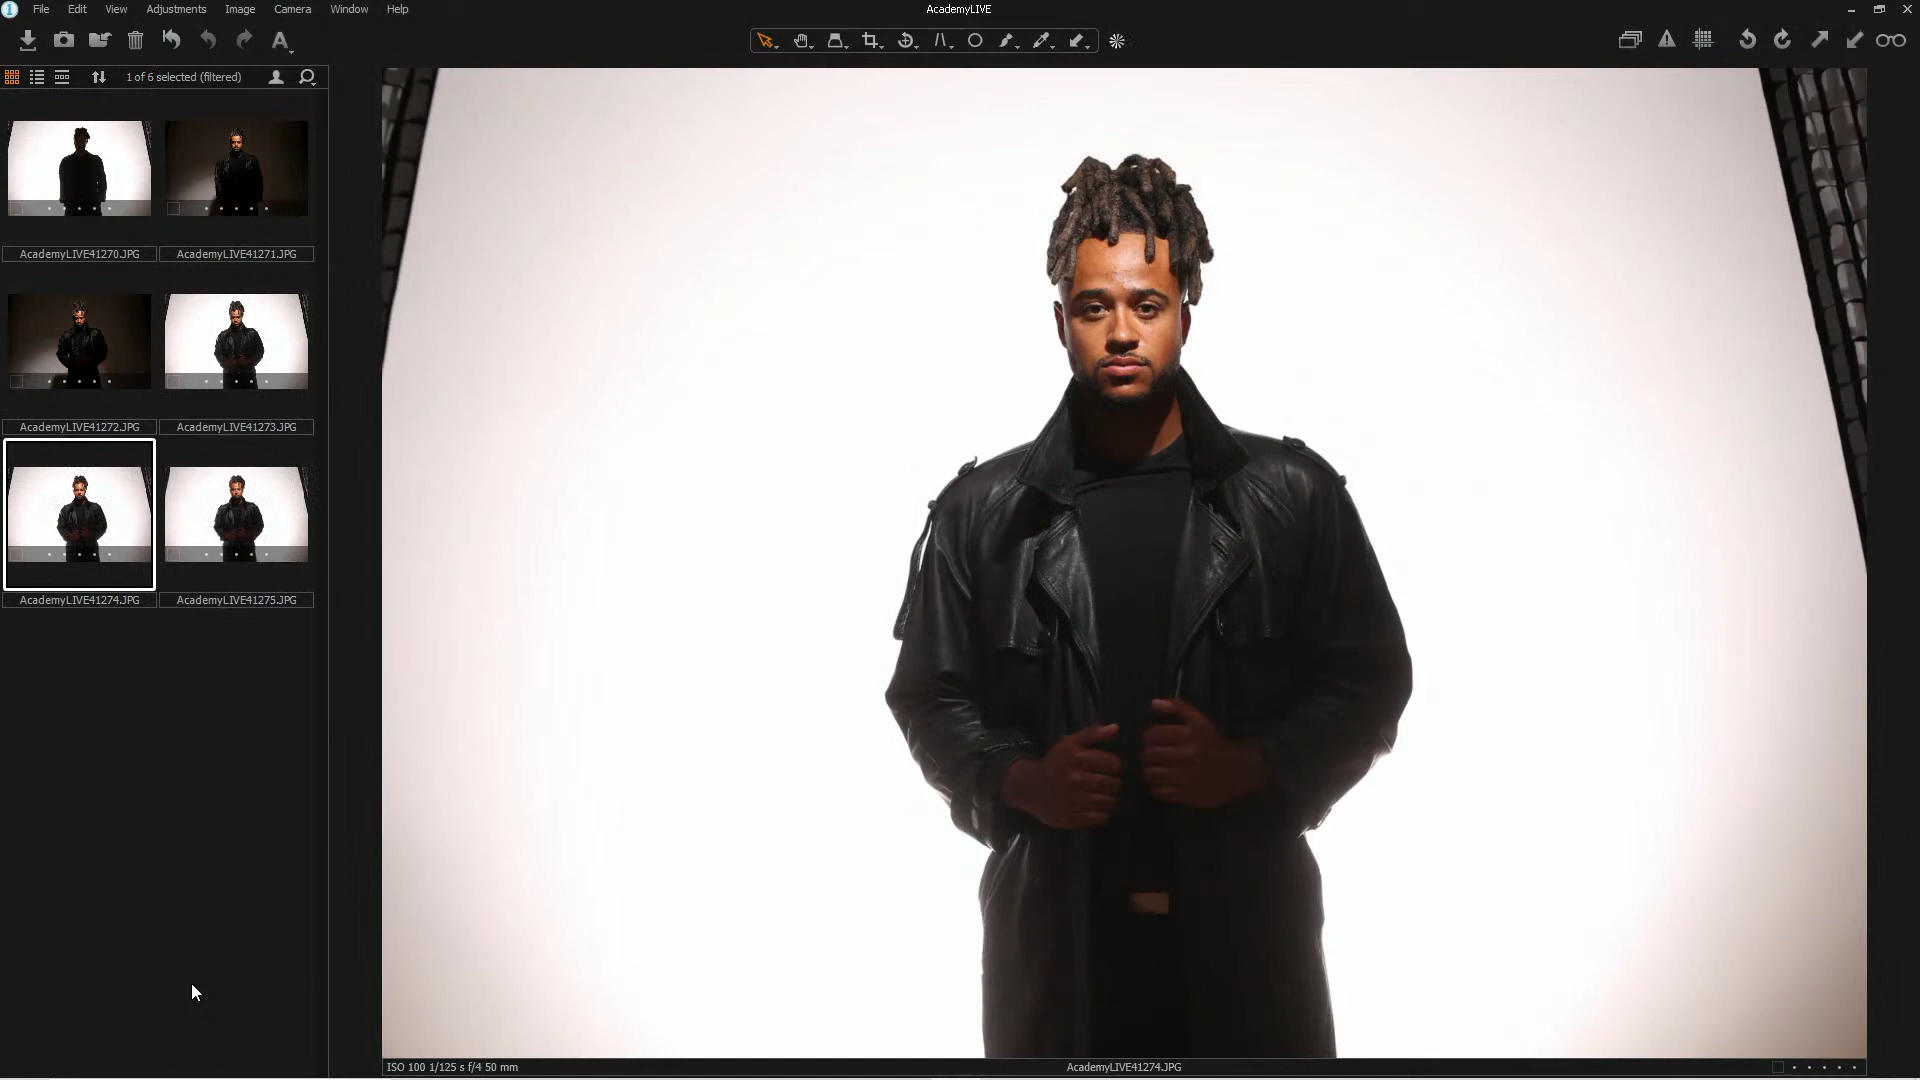 File Edit View Adjustments Image Camera Window Help
AcademyLIVE
1 of 6 selected (filtered)
AcademyLIVE41270.JPG
AcademyLIVE41271.JPG
AcademyLIVE41272.JPG
AcademyLIVE41273.JPG
AcademyLIVE41274.JPG
AcademyLIVE41275.JPG
ISO 100 1/125 s f/4 50 mm
AcademyLIVE41274.JPG